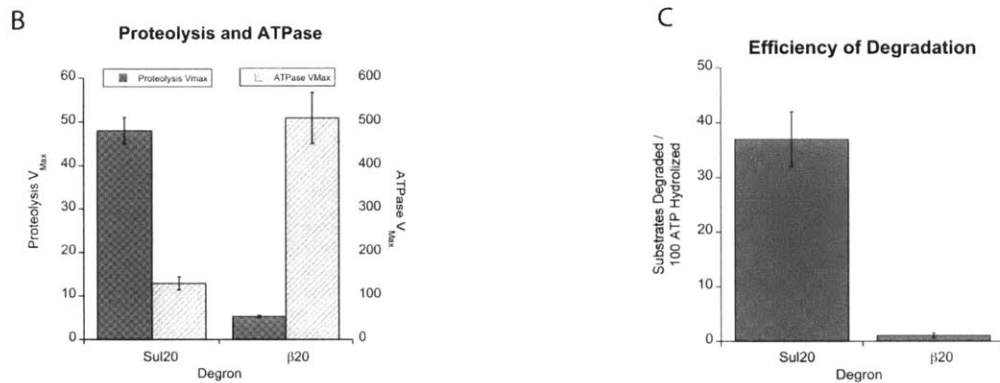 B
Proteolysis and ATPase
Proteolysis Vmax
ATPase VMax
60
50
40
30
20
10
0
Proteolysis VMax
600
500
400
300
200
100
0
ATPase VMax
Sul20
β20
Degron
C
Efficiency of Degradation
50
40
30
20
10
0
Substrates Degraded /
100 ATP Hydrolized
Sul20
β20
Degron